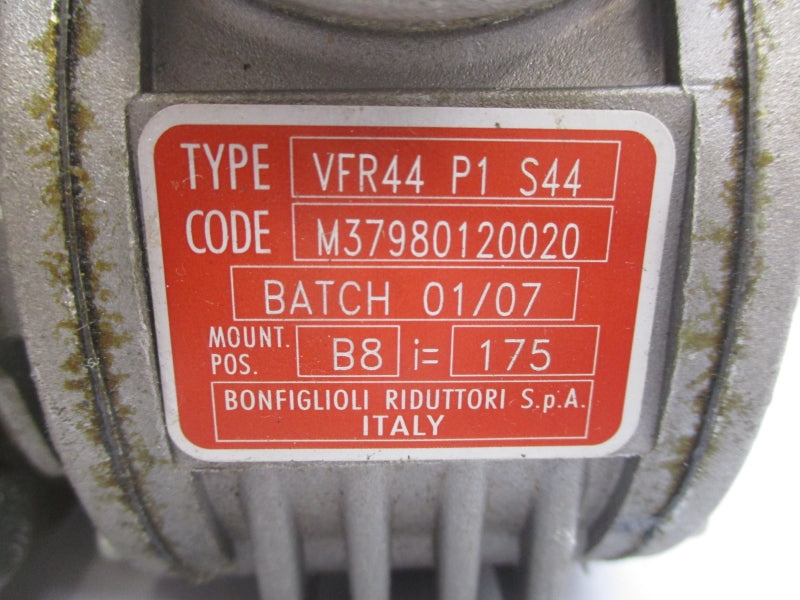 TYPE VFR44 P1 S44
CODE M37980120020
BATCH 01/07
MOUNT. POS. B8 i= 175
BONFIGLIOLI RIDUTTORI S.p.A.
ITALY